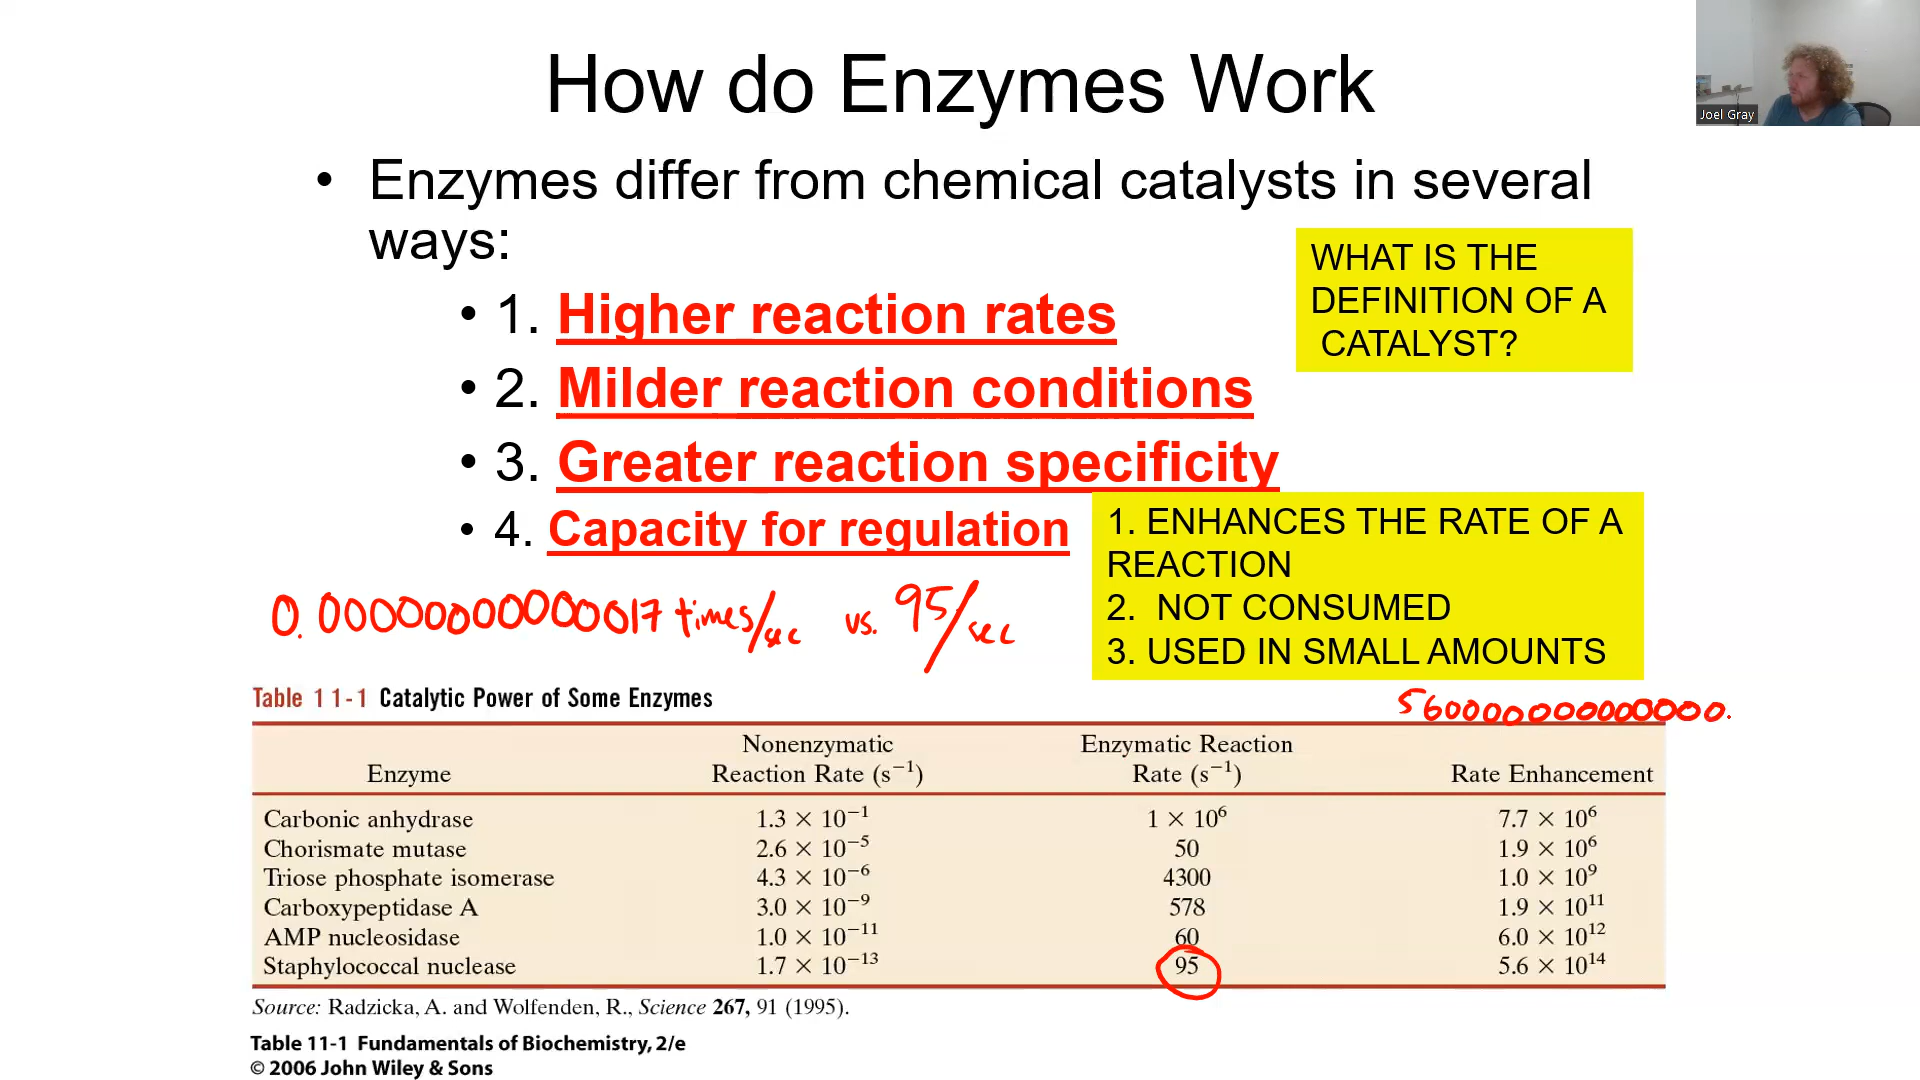 How do Enzymes Work
Joel Gray
• Enzymes differ from chemical catalysts in several
ways:
WHAT IS THE
DEFINITION OF A
CATALYST?
• 1. Higher reaction rates
• 2. Milder reaction conditions
• 3. Greater reaction specificity
• 4. Capacity for regulation
1. ENHANCES THE RATE OF A
REACTION
2. NOT CONSUMED
3. USED IN SMALL AMOUNTS
0.00000000000017 times/sec vs. 95/sec
Table 11-1 Catalytic Power of Some Enzymes
560000000000000.
Nonenzymatic Enzymatic Reaction
Enzyme Reaction Rate (s⁻¹) Rate (s⁻¹) Rate Enhancement
Carbonic anhydrase 1.3 × 10⁻¹ 1 × 10⁶ 7.7 × 10⁶
Chorismate mutase 2.6 × 10⁻⁵ 50 1.9 × 10⁶
Triose phosphate isomerase 4.3 × 10⁻⁶ 4300 1.0 × 10⁹
Carboxypeptidase A 3.0 × 10⁻⁹ 578 1.9 × 10¹¹
AMP nucleosidase 1.0 × 10⁻¹¹ 60 6.0 × 10¹²
Staphylococcal nuclease 1.7 × 10⁻¹³ 95 5.6 × 10¹⁴
Source: Radzicka, A. and Wolfenden, R., Science 267, 91 (1995).
Table 11-1 Fundamentals of Biochemistry, 2/e
© 2006 John Wiley & Sons